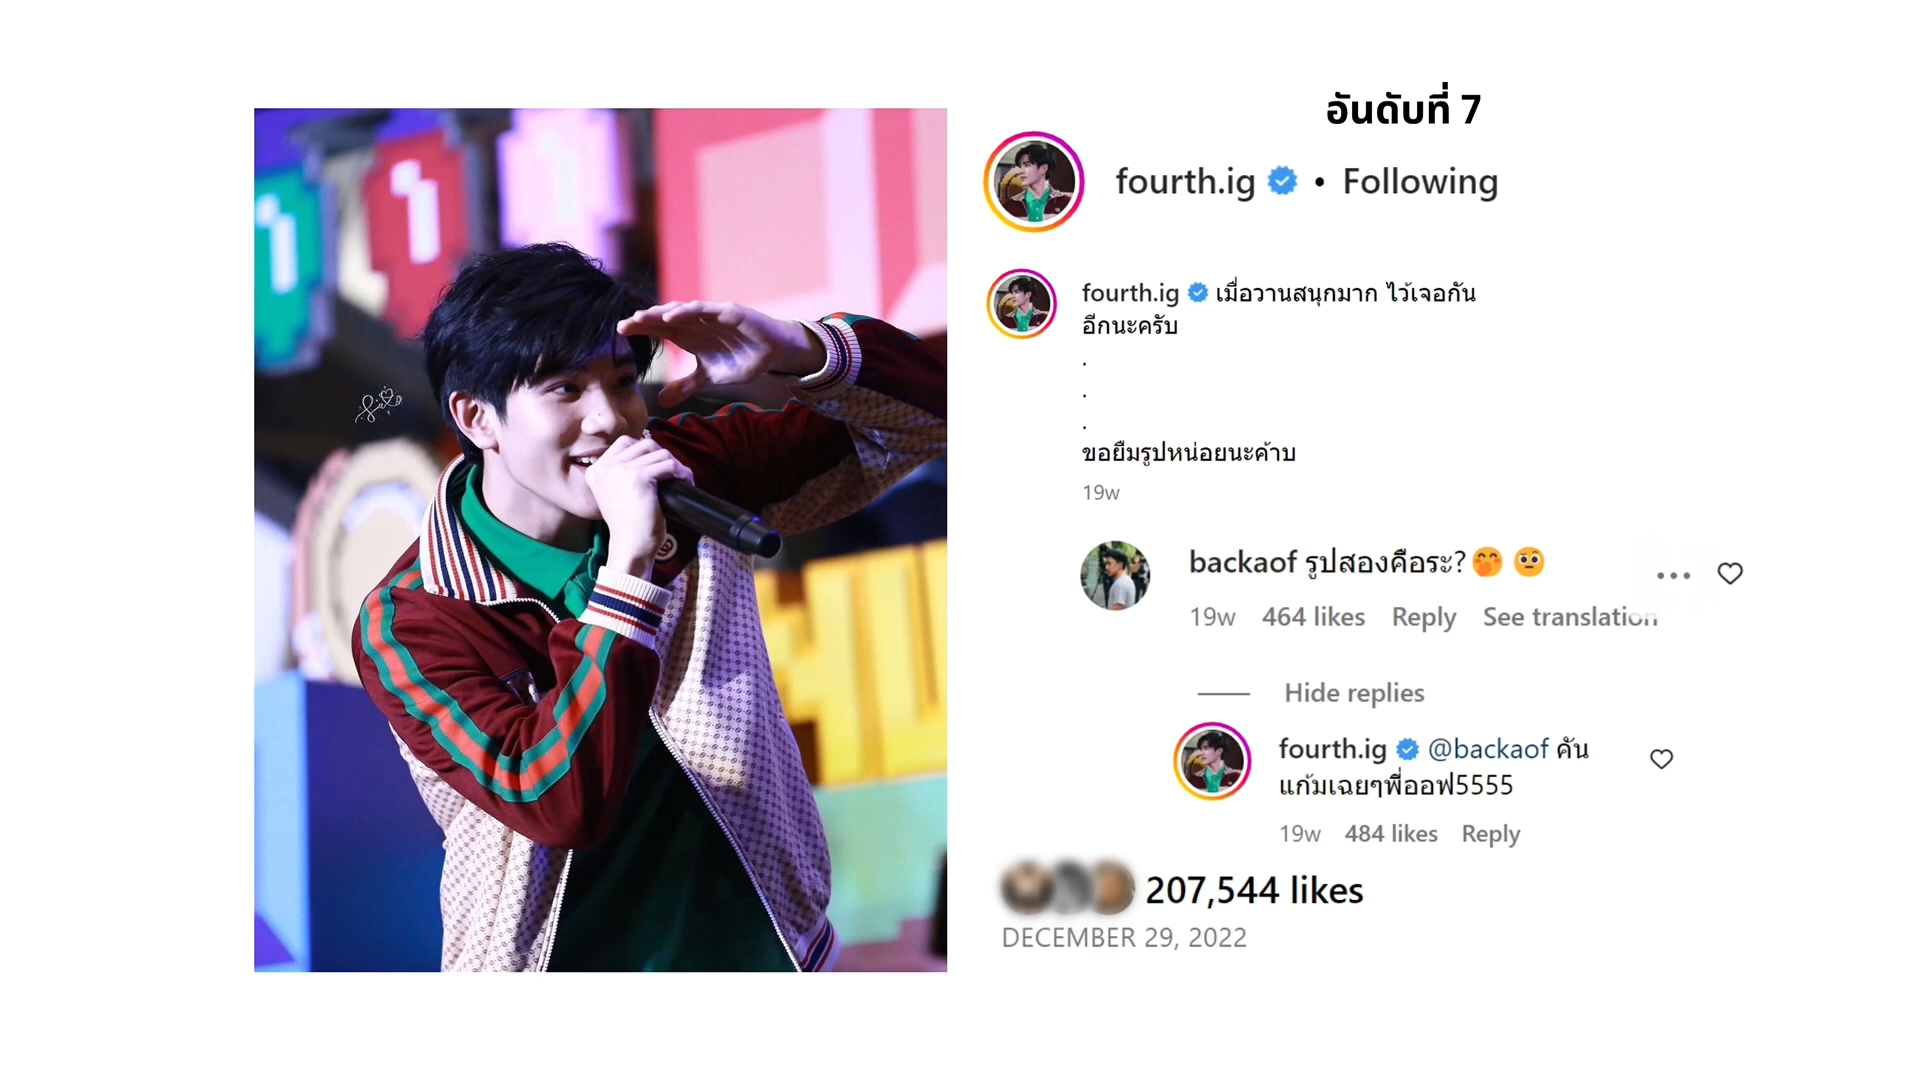 อันดับที่ 7
fourth.ig • Following
fourth.ig เมื่อวานสนุกมาก ไว้เจอกัน
อีกนะครับ
.
.
.
ขอยืมรูปหน่อยนะค้าบ
19w
backaof รูปสองคือระ?🤭 🤨
19w 464 likes Reply See translation
Hide replies
fourth.ig @backaof คัน
แก้มเฉยๆพี่ออฟ5555
19w 484 likes Reply
207,544 likes
DECEMBER 29, 2022